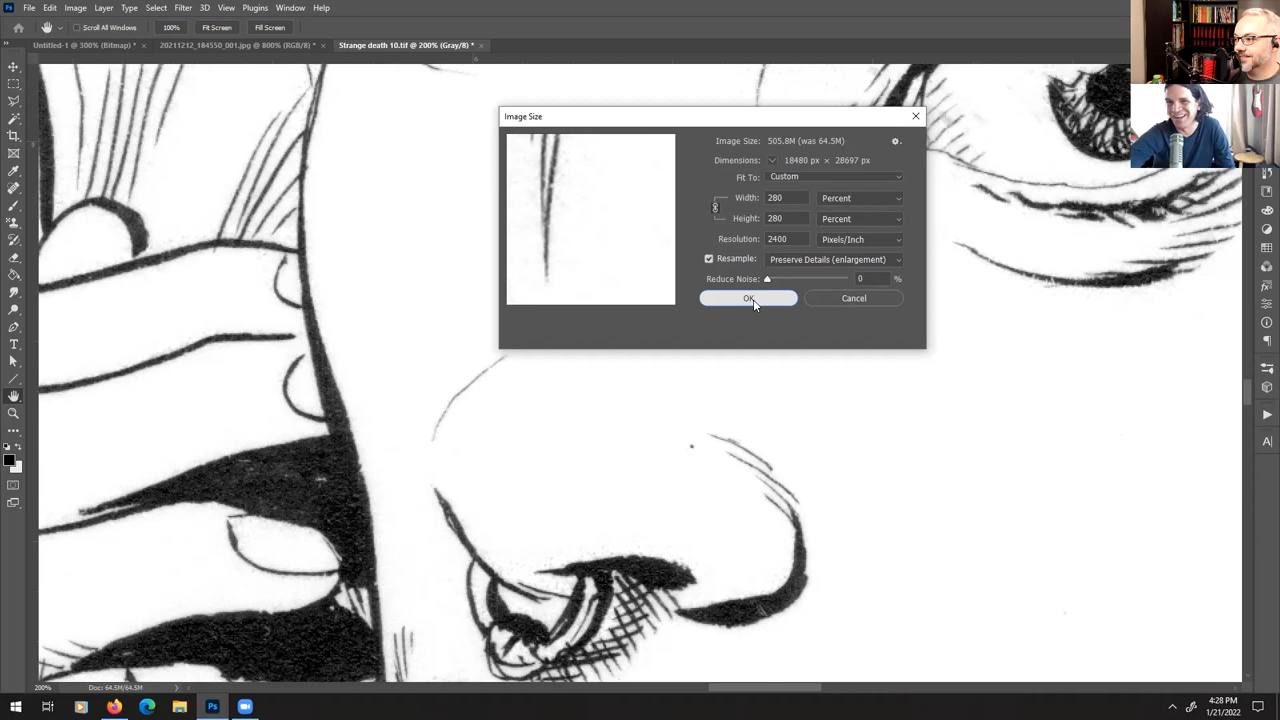 Ps File Edit Image Layer Type Select Filter 3D View Plugins Window Help
Scroll All Windows 100% Fit Screen Fill Screen
Untitled-1 @ 300% (Bitmap) * × 20211212_184550_001.jpg @ 800% (RGB/8) * × Strange death 10.tif @ 200% (Gray/8) * ×
6
Image Size
Image Size: 505.8M (was 64.5M)
Dimensions: 18480 px × 28697 px
Fit To: Custom
Width: 280 Percent
Height: 280 Percent
Resolution: 2400 Pixels/Inch
Resample: Preserve Details (enlargement)
Reduce Noise: 0 %
OK Cancel
200% Doc: 64.5M/64.5M
Ps
4:28 PM
1/21/2022